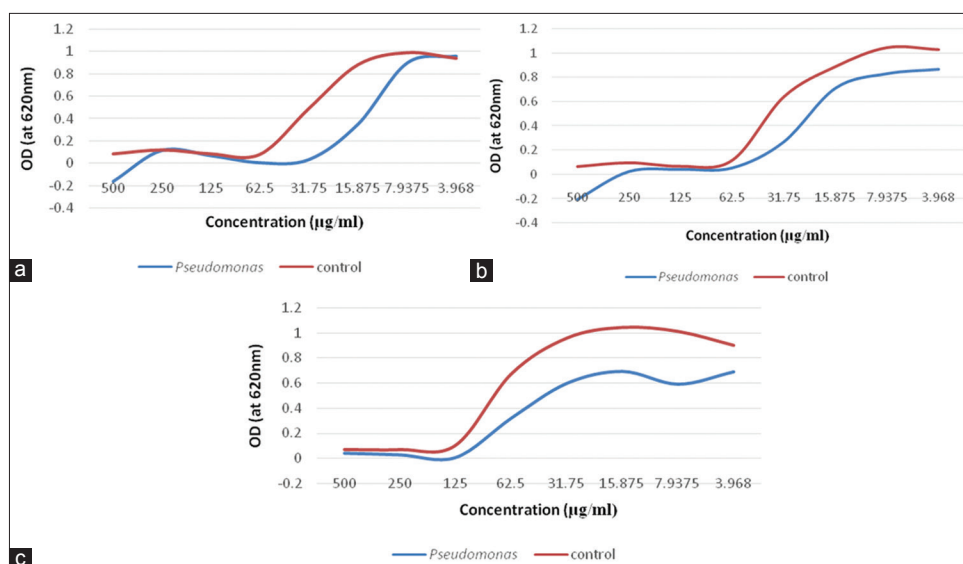 1.2
1
0.8
0.6
0.4
0.2
0
-0.2
-0.4
OD (at 620nm)
500 250 125 62.5 31.75 15.875 7.9375 3.968
Concentration (µg/ml)
Pseudomonas control
a
1.2
1
0.8
0.6
0.4
0.2
0
-0.2
-0.4
OD (at 620nm)
500 250 125 62.5 31.75 15.875 7.9375 3.968
Concentration (µg/ml)
Pseudomonas control
b
1.2
1
0.8
0.6
0.4
0.2
0
-0.2
OD (at 620nm)
500 250 125 62.5 31.75 15.875 7.9375 3.968
Concentration (µg/ml)
Pseudomonas control
c